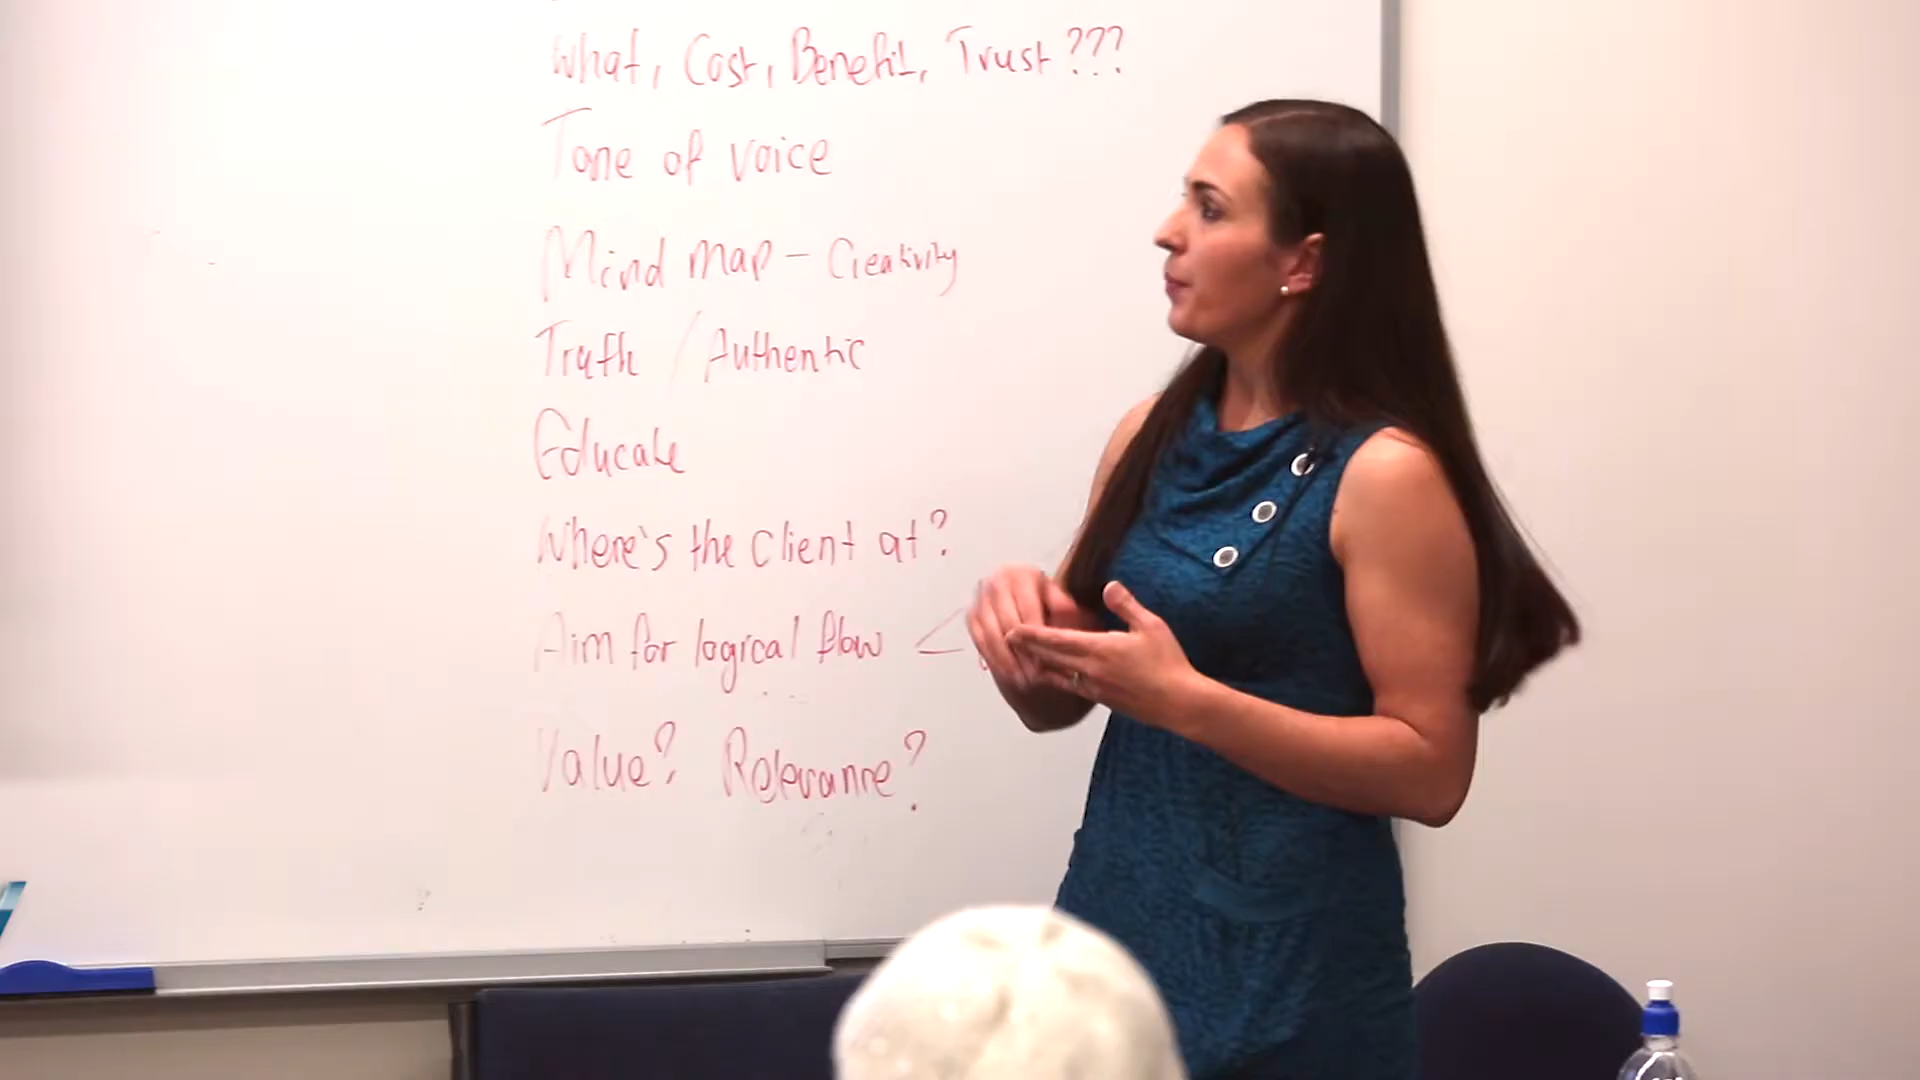 What, Cost, Benefit, Trust ???
Tone of voice
Mind Map - Creativity
Truth / Authentic
Educate
Where's the client at?
Aim for logical flow <
Value? Relevance?